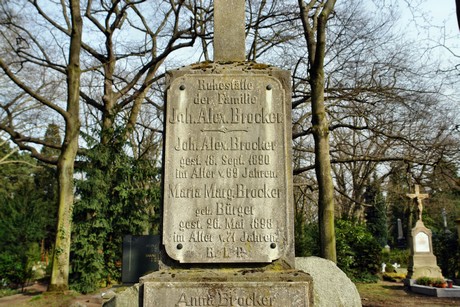 Ruhestätte
der Familie
Joh. Alex. Brocker
Joh. Alex. Brocker
gest. 18. Sept. 1890
im Alter v. 69 Jahren.
Maria Marg. Brocker
geb. Bürger
gest. 26. Mai 1898
im Alter v. 71 Jahren.
R. I. P.
Anna Brocker